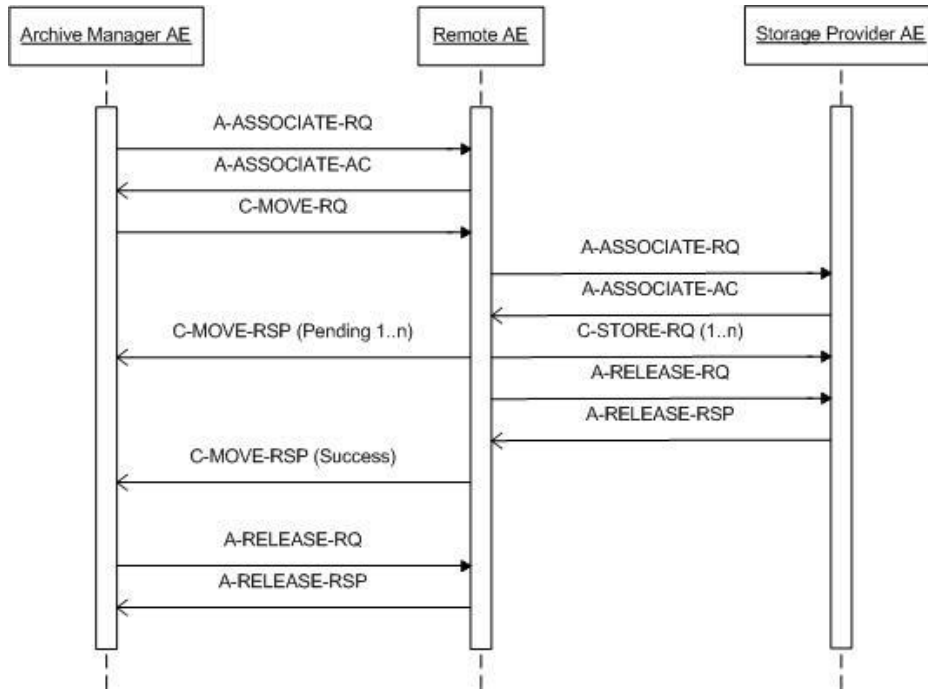 Archive Manager AE
Remote AE
Storage Provider AE
A-ASSOCIATE-RQ
A-ASSOCIATE-AC
C-MOVE-RQ
A-ASSOCIATE-RQ
A-ASSOCIATE-AC
C-MOVE-RSP (Pending 1..n)
C-STORE-RQ (1..n)
A-RELEASE-RQ
A-RELEASE-RSP
C-MOVE-RSP (Success)
A-RELEASE-RQ
A-RELEASE-RSP